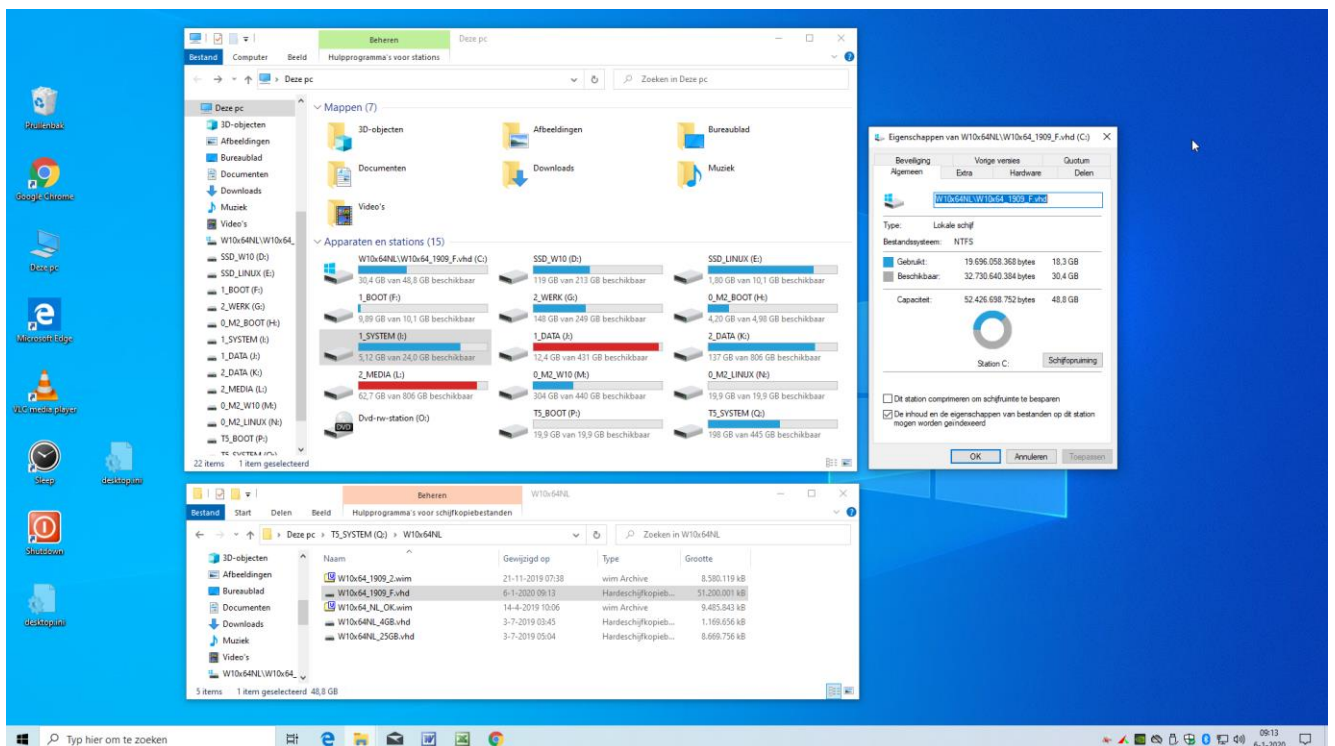 Prullenbak
Google Chrome
Deze pc
Microsoft Edge
VLC media player
Sleep
desktop.ini
Shutdown
desktop.ini
Beheren
Deze pc
Bestand Computer Beeld Hulpprogramma's voor stations
Deze pc
Zoeken in Deze pc
Deze pc
3D-objecten
Afbeeldingen
Bureaublad
Documenten
Downloads
Muziek
Video's
W10x64NL\W10x64_
SSD_W10 (D:)
SSD_LINUX (E:)
1_BOOT (F:)
2_WERK (G:)
0_M2_BOOT (H:)
1_SYSTEM (I:)
1_DATA (J:)
2_DATA (K:)
2_MEDIA (L:)
0_M2_W10 (M:)
0_M2_LINUX (N:)
T5_BOOT (P:)
T5_SYSTEM (Q:)
Mappen (7)
3D-objecten Afbeeldingen Bureaublad
Documenten Downloads Muziek
Video's
Apparaten en stations (15)
W10x64NL\W10x64_1909_F.vhd (C:) SSD_W10 (D:) SSD_LINUX (E:)
30,4 GB van 48,8 GB beschikbaar 119 GB van 213 GB beschikbaar 1,80 GB van 10,1 GB beschikbaar
1_BOOT (F:) 2_WERK (G:) 0_M2_BOOT (H:)
9,89 GB van 10,1 GB beschikbaar 148 GB van 249 GB beschikbaar 4,20 GB van 4,98 GB beschikbaar
1_SYSTEM (I:) 1_DATA (J:) 2_DATA (K:)
5,12 GB van 24,0 GB beschikbaar 12,4 GB van 431 GB beschikbaar 137 GB van 806 GB beschikbaar
2_MEDIA (L:) 0_M2_W10 (M:) 0_M2_LINUX (N:)
62,7 GB van 806 GB beschikbaar 304 GB van 440 GB beschikbaar 19,9 GB van 19,9 GB beschikbaar
Dvd-rw-station (O:) T5_BOOT (P:) T5_SYSTEM (Q:)
DVD 19,9 GB van 19,9 GB beschikbaar 198 GB van 445 GB beschikbaar
22 items 1 item geselecteerd
Eigenschappen van W10x64NL\W10x64_1909_F.vhd (C:)
Beveiliging Vorige versies Quotum
Algemeen Extra Hardware Delen
W10x64NL\W10x64_1909_F.vhd
Type: Lokale schijf
Bestandssysteem: NTFS
Gebruikt: 19.696.058.368 bytes 18,3 GB
Beschikbaar: 32.730.640.384 bytes 30,4 GB
Capaciteit: 52.426.698.752 bytes 48,8 GB
Station C: Schijfopruiming
Dit station comprimeren om schijfruimte te besparen
De inhoud en de eigenschappen van bestanden op dit station
mogen worden geïndexeerd
OK Annuleren Toepassen
Beheren
W10x64NL
Bestand Start Delen Beeld Hulpprogramma's voor schijfkopiebestanden
Deze pc T5_SYSTEM (Q:) W10x64NL
Zoeken in W10x64NL
3D-objecten
Afbeeldingen
Bureaublad
Documenten
Downloads
Muziek
Video's
W10x64NL\W10x64_
Naam Gewijzigd op Type Grootte
W10x64_1909_2.wim 21-11-2019 07:38 wim Archive 8.580.119 kB
W10x64_1909_F.vhd 6-1-2020 09:13 Hardeschijfkopieb... 51.200.001 kB
W10x64_NL_OK.wim 14-4-2019 10:06 wim Archive 9.485.843 kB
W10x64NL_4GB.vhd 3-7-2019 03:45 Hardeschijfkopieb... 1.169.656 kB
W10x64NL_25GB.vhd 3-7-2019 05:04 Hardeschijfkopieb... 8.669.756 kB
5 items 1 item geselecteerd 48,8 GB
Typ hier om te zoeken
09:13
6-1-2020